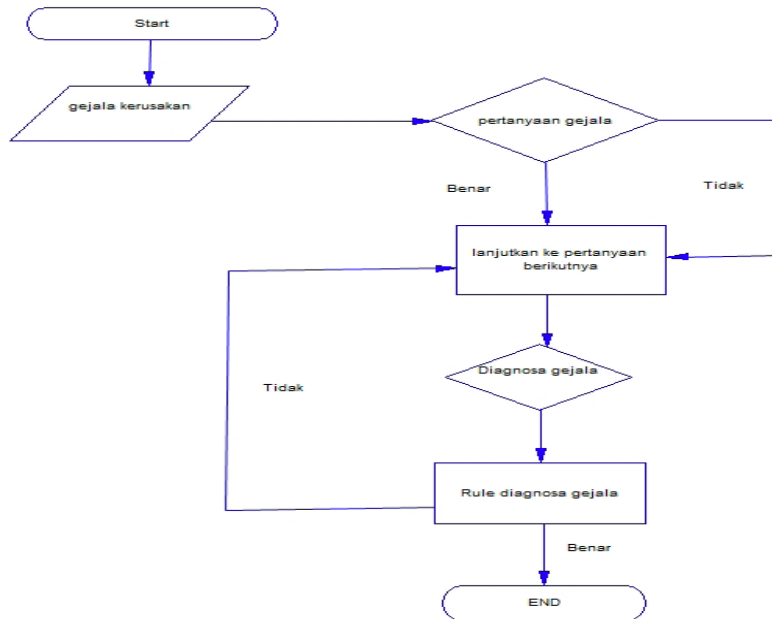 Start
gejala kerusakan
pertanyaan gejala
Benar
Tidak
lanjutkan ke pertanyaan
berikutnya
Diagnosa gejala
Tidak
Rule diagnosa gejala
Benar
END